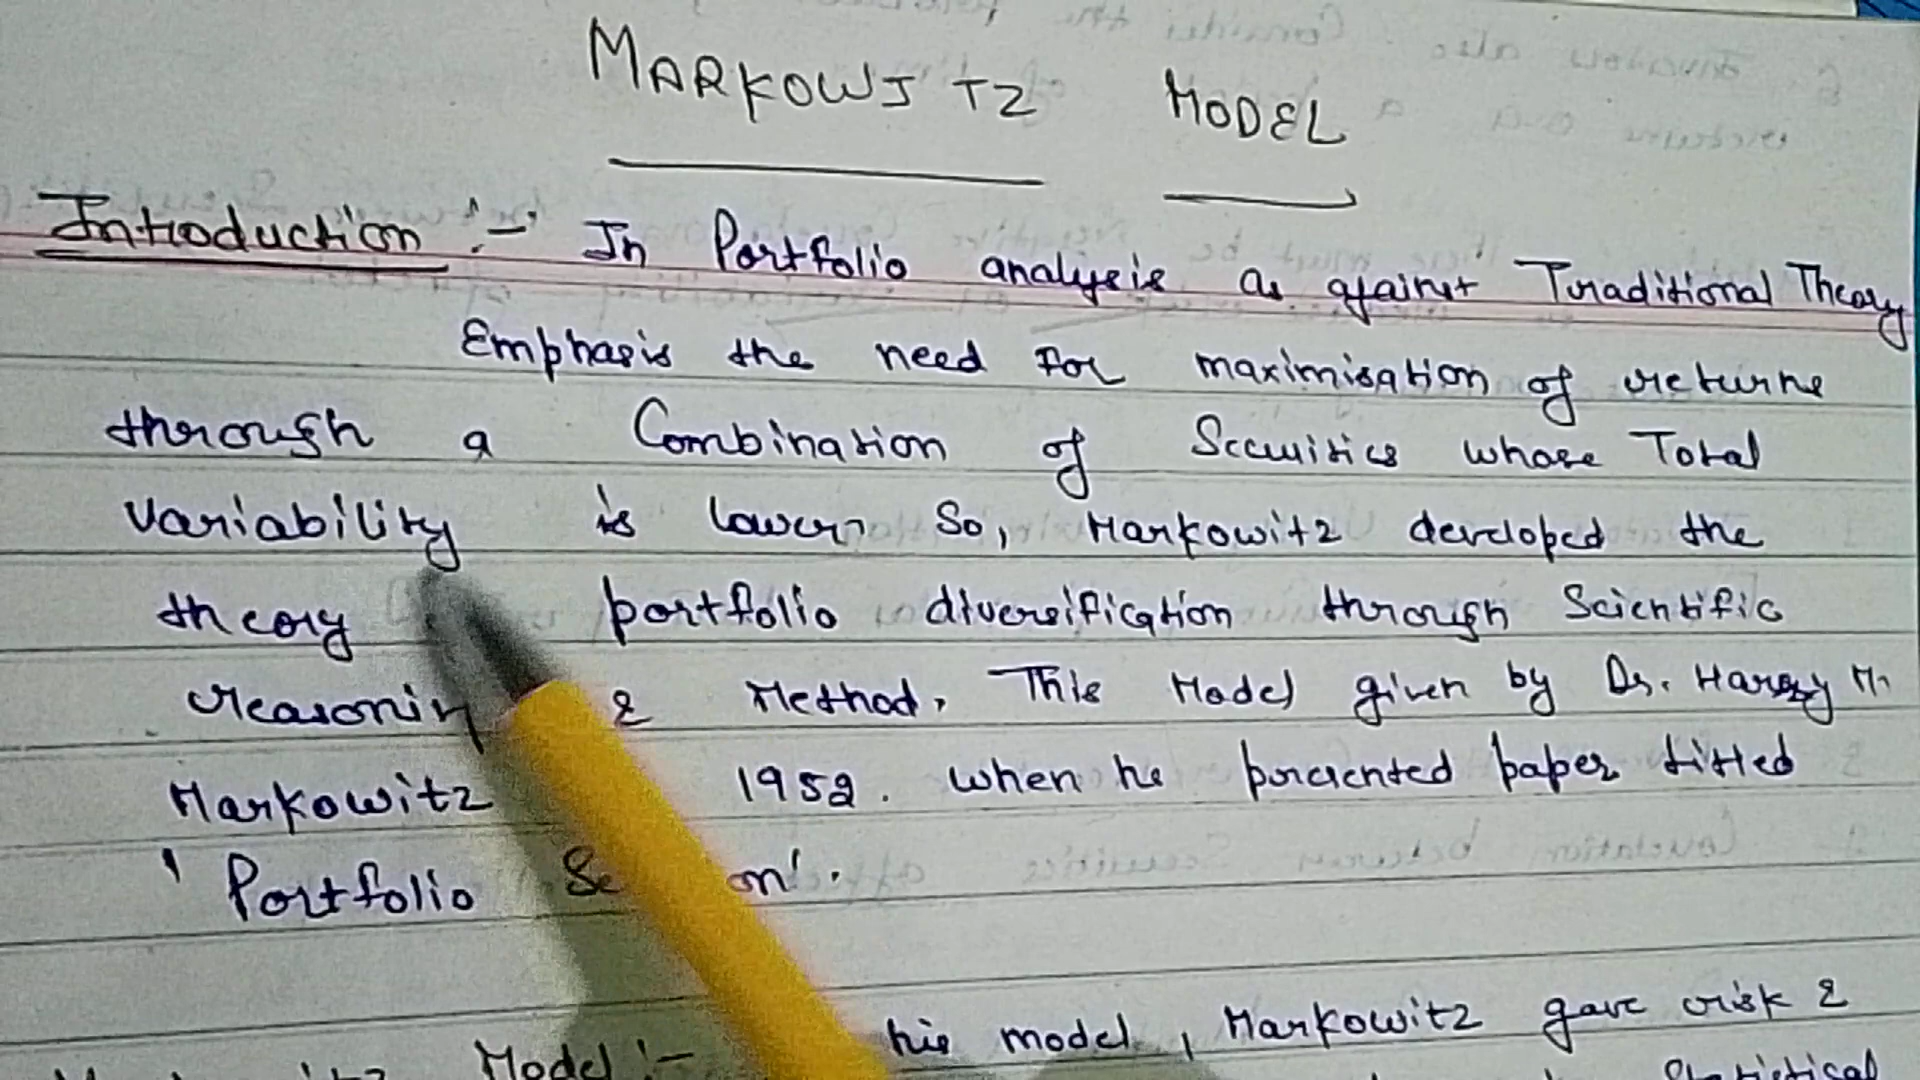 MARKOWITZ MODEL
Introduction :- In Portfolio analysis as against Traditional Theory
Emphasis the need For maximisation of returns
through a Combination of Securities whose Total
Variability is lower. So, Markowitz developed the
theory portfolio diversification through Scientific
reasoning & Method. This Model given by Dr. Harry M.
Markowitz 1952. when he presented paper titled
' Portfolio Se on'.
Model :- his model, Markowitz gave risk &
Statistical